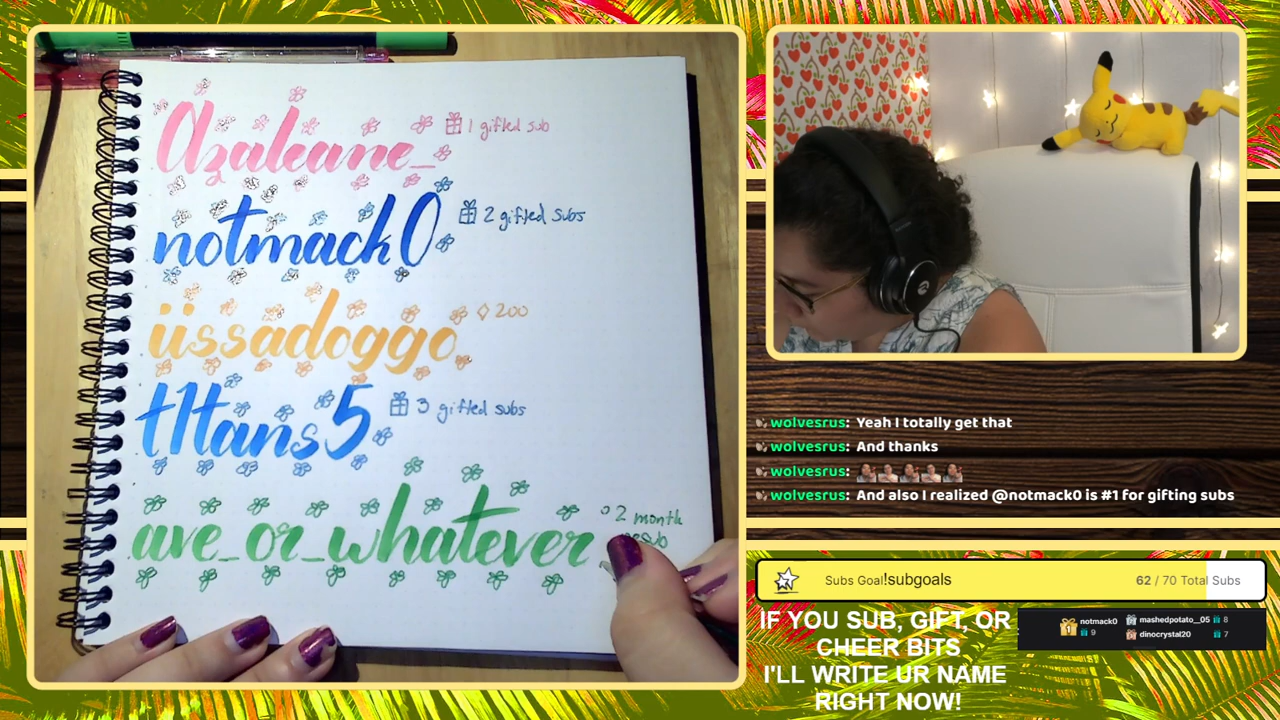 Azaleane_ 1 gifted sub
notmack0 2 gifted subs
iissadoggo 200
t1tans5 3 gifted subs
ave_or_whatever 2 month
wolvesrus: Yeah I totally get that
wolvesrus: And thanks
wolvesrus:
wolvesrus: And also I realized @notmack0 is #1 for gifting subs
Subs Goal!subgoals 62 / 70 Total Subs
IF YOU SUB, GIFT, OR
CHEER BITS
I'LL WRITE UR NAME
RIGHT NOW!
1 notmack0 9
mashedpotato_05 8
dinocrystal20 7